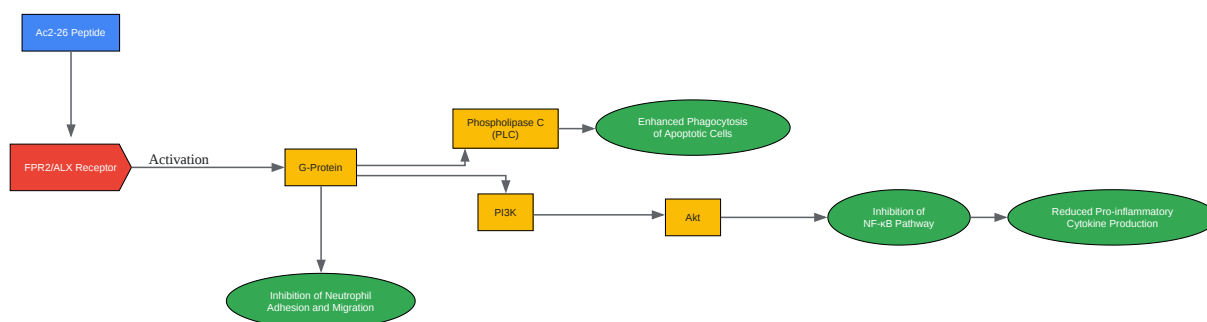 Ac2-26 Peptide
FPR2/ALX Receptor
Activation
G-Protein
Phospholipase C
(PLC)
Enhanced Phagocytosis
of Apoptotic Cells
PI3K
Akt
Inhibition of
NF-κB Pathway
Reduced Pro-inflammatory
Cytokine Production
Inhibition of Neutrophil
Adhesion and Migration